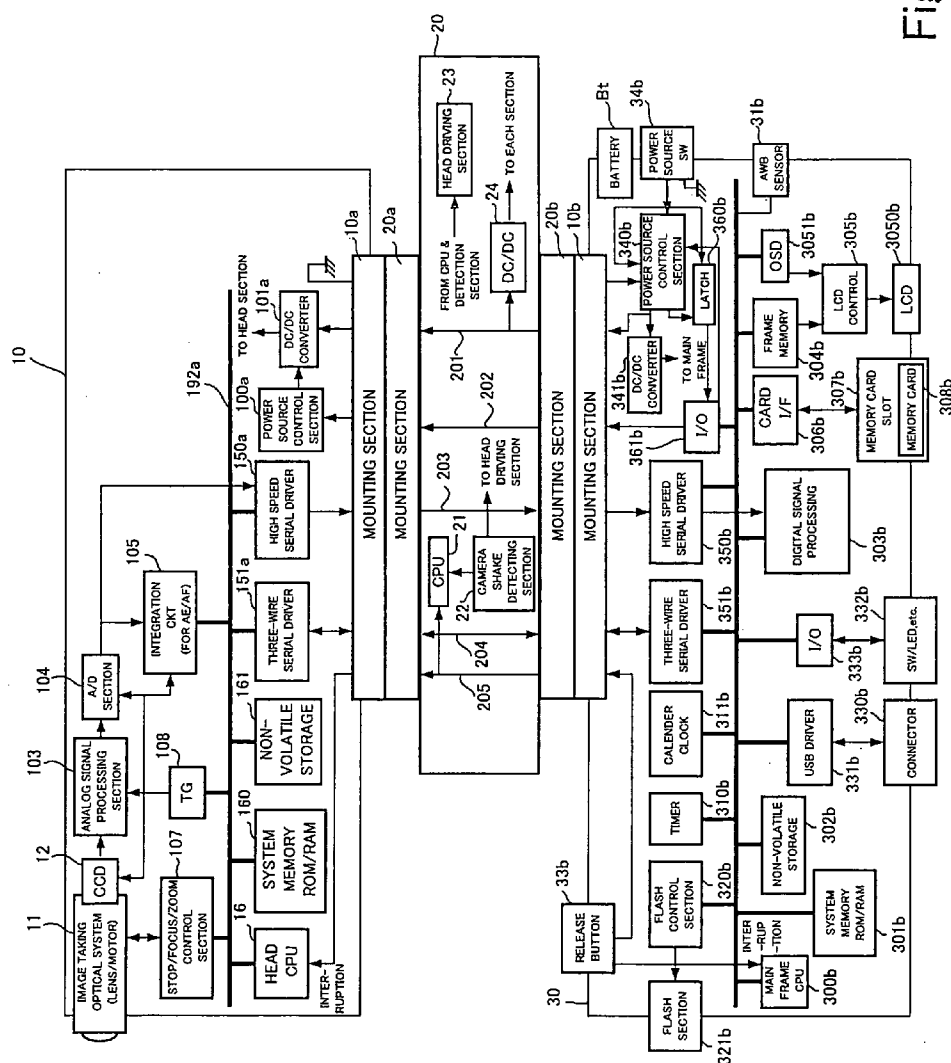 Fig
10
11
IMAGE TAKING
OPTICAL SYSTEM
(LENS/MOTOR)
12
CCD
103
ANALOG SIGNAL
PROCESSING
SECTION
104
A/D
SECTION
105
INTEGRATION
CKT
(FOR AE/AF)
107
STOP/FOCUS/ZOOM
CONTROL
SECTION
108
TG
192a
16
HEAD
CPU
INTER-
RUPTION
160
SYSTEM
MEMORY
ROM/RAM
161
NON-
VOLATILE
STORAGE
151a
THREE-WIRE
SERIAL DRIVER
150a
HIGH SPEED
SERIAL DRIVER
100a
POWER SOURCE
CONTROL
SECTION
TO HEAD SECTION
101a
DC/DC
CONVERTER
MOUNTING SECTION
10a
MOUNTING SECTION
20a
20
205
204
CPU
21
22
CAMERA
SHAKE
DETECTING
SECTION
203
TO HEAD
DRIVING
SECTION
202
201
FROM CPU &
DETECTION
SECTION
HEAD DRIVING
SECTION
23
24
DC/DC
TO EACH SECTION
MOUNTING SECTION
20b
MOUNTING SECTION
10b
30
RELEASE
BUTTON
33b
FLASH
SECTION
321b
FLASH
CONTROL
SECTION
320b
TIMER
310b
CALENDER
CLOCK
311b
THREE-WIRE
SERIAL DRIVER
351b
HIGH SPEED
SERIAL DRIVER
350b
I/O
361b
DC/DC
CONVERTER
341b
TO MAIN
FRAME
POWER SOURCE
CONTROL
SECTION
340b
LATCH
360b
BATTERY
Bt
POWER
SOURCE
SW
34b
AWB
SENSOR
31b
INTER
-RUP
-TION
MAIN
FRAME
CPU
300b
SYSTEM
MEMORY
ROM/RAM
301b
NON-VOLATILE
STORAGE
302b
USB DRIVER
331b
CONNECTOR
330b
I/O
333b
SW/LED,etc.
332b
DIGITAL SIGNAL
PROCESSING
303b
CARD
I/F
306b
MEMORY CARD
SLOT
307b
MEMORY CARD
308b
FRAME
MEMORY
304b
OSD
3051b
LCD
CONTROL
305b
LCD
3050b